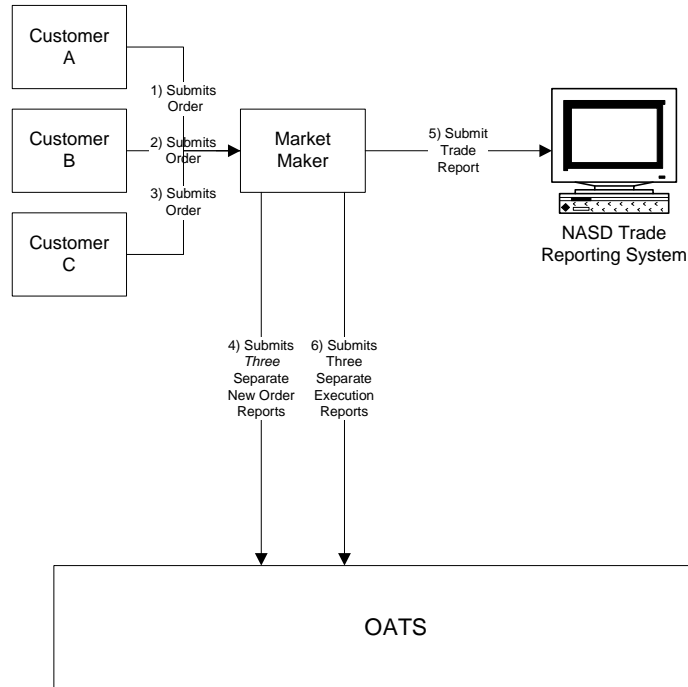 Customer
A
1) Submits
Order
Customer
B
2) Submits
Order
Market
Maker
5) Submit
Trade
Report
3) Submits
Order
Customer
C
NASD Trade
Reporting System
4) Submits
Three
Separate
New Order
Reports
6) Submits
Three
Separate
Execution
Reports
OATS